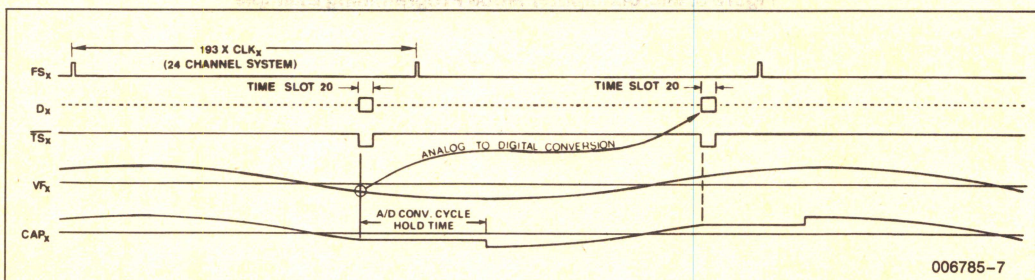 193 X CLKx
(24 CHANNEL SYSTEM)
FSx
TIME SLOT 20
TIME SLOT 20
Dx
TSx
ANALOG TO DIGITAL CONVERSION
VFx
A/D CONV. CYCLE
HOLD TIME
CAPx
006785-7